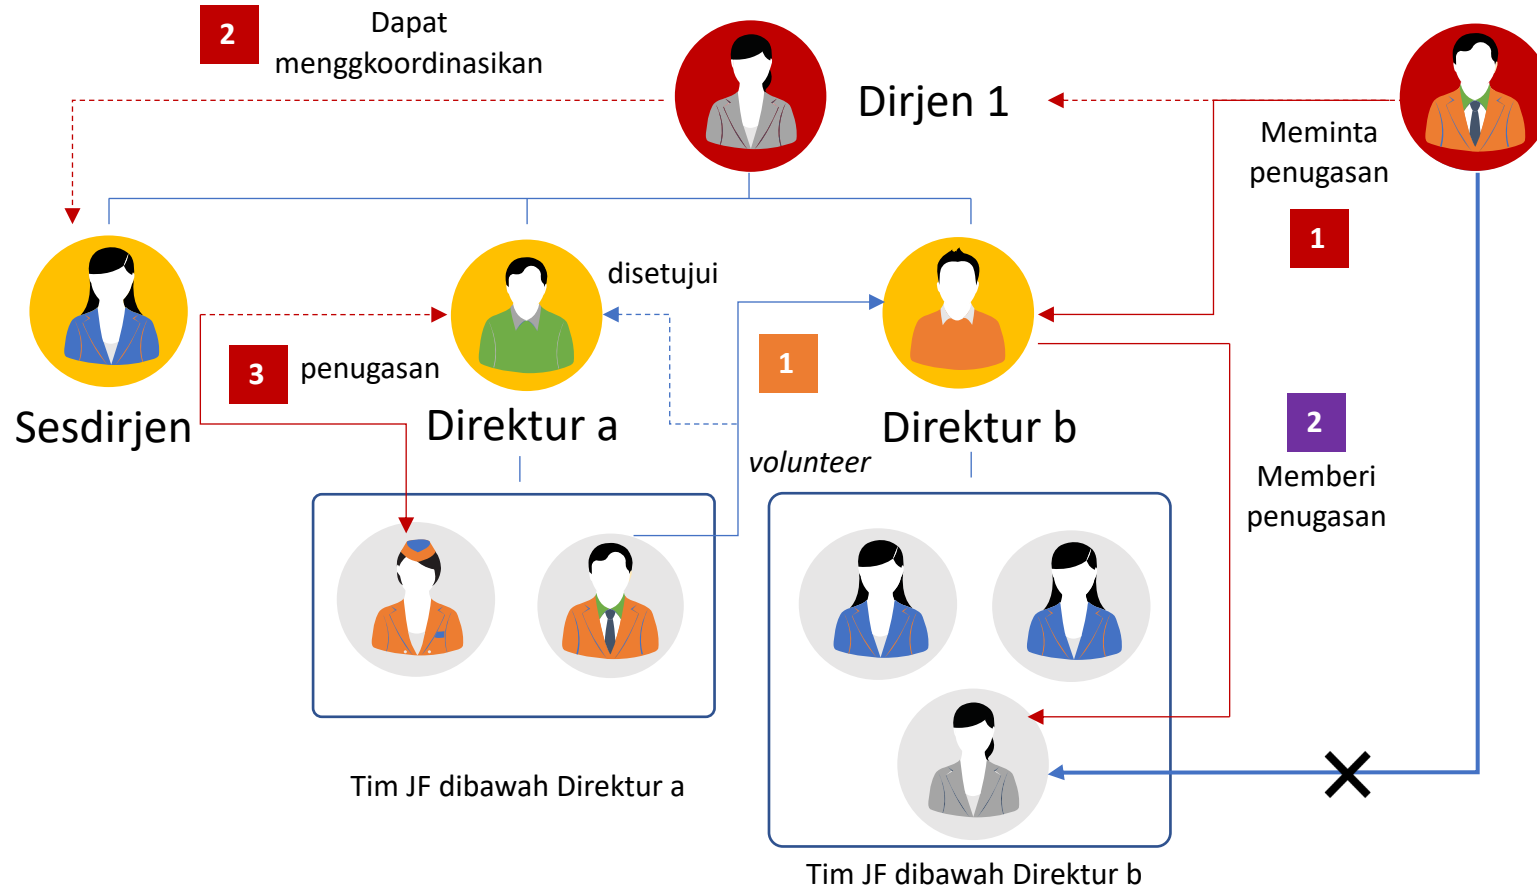 2
Dapat
menggkoordinasikan
Dirjen 1
Meminta
penugasan
1
disetujui
3
penugasan
1
Sesdirjen
Direktur a
Direktur b
2
volunteer
Memberi
penugasan
Tim JF dibawah Direktur a
Tim JF dibawah Direktur b